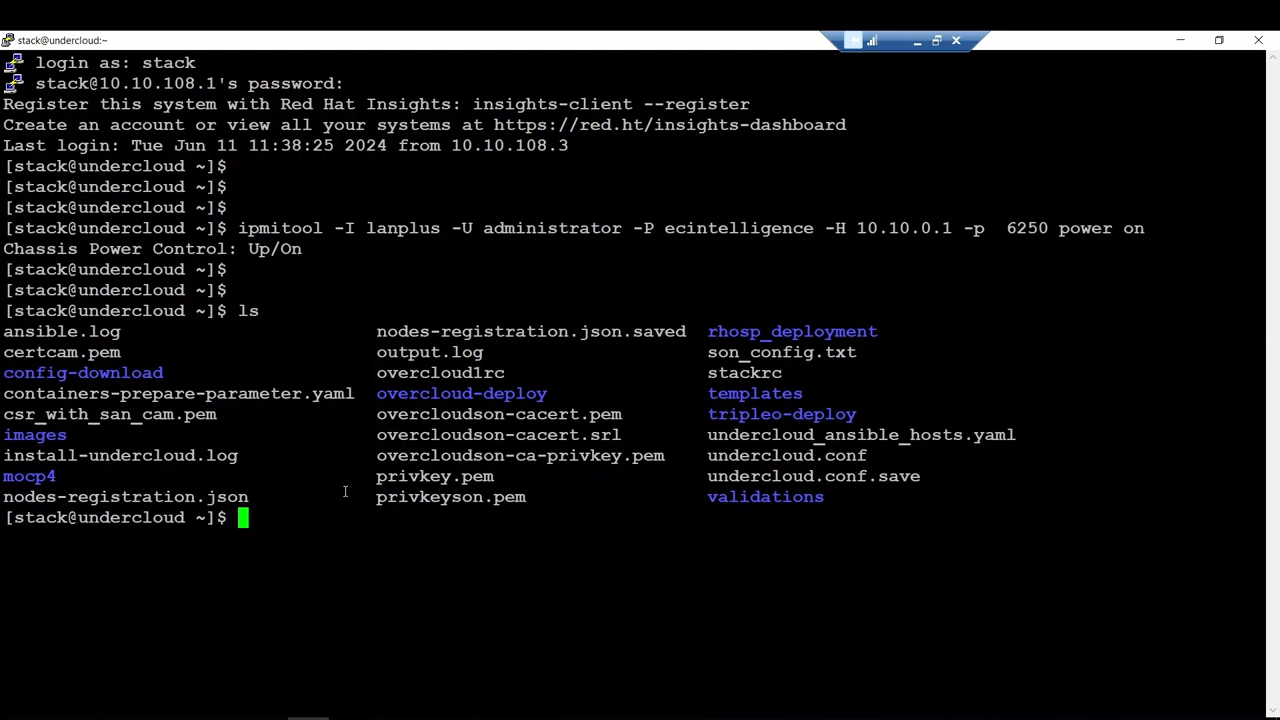 stack@undercloud:~
login as: stack
stack@10.10.108.1's password:
Register this system with Red Hat Insights: insights-client --register
Create an account or view all your systems at https://red.ht/insights-dashboard
Last login: Tue Jun 11 11:38:25 2024 from 10.10.108.3
[stack@undercloud ~]$
[stack@undercloud ~]$
[stack@undercloud ~]$
[stack@undercloud ~]$ ipmitool -I lanplus -U administrator -P ecintelligence -H 10.10.0.1 -p  6250 power on
Chassis Power Control: Up/On
[stack@undercloud ~]$
[stack@undercloud ~]$
[stack@undercloud ~]$ ls
ansible.log nodes-registration.json.saved rhosp_deployment
certcam.pem output.log son_config.txt
config-download overcloud1rc stackrc
containers-prepare-parameter.yaml overcloud-deploy templates
csr_with_san_cam.pem overcloudson-cacert.pem tripleo-deploy
images overcloudson-cacert.srl undercloud_ansible_hosts.yaml
install-undercloud.log overcloudson-ca-privkey.pem undercloud.conf
mocp4 privkey.pem undercloud.conf.save
nodes-registration.json privkeyson.pem validations
[stack@undercloud ~]$